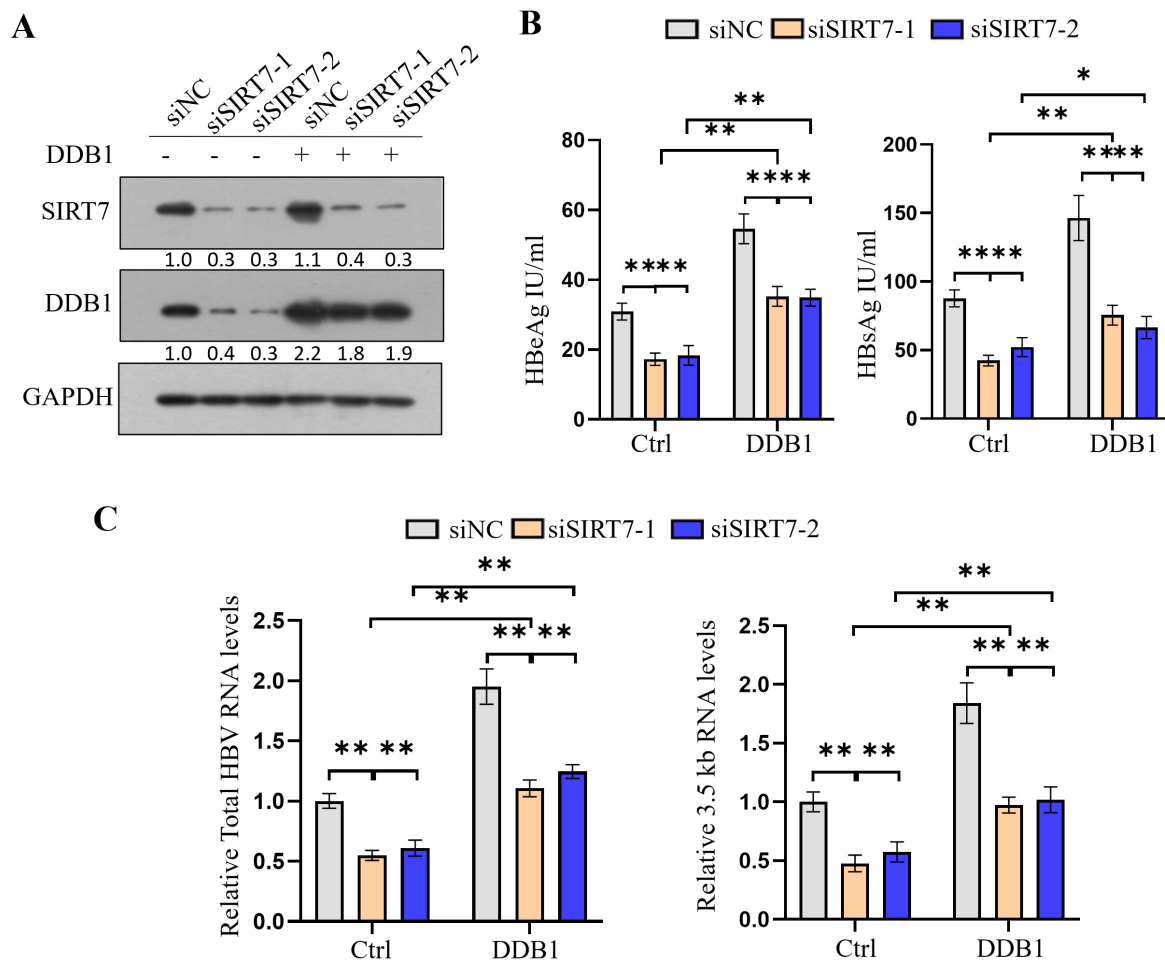 A
siNC siSIRT7-1 siSIRT7-2 siNC siSIRT7-1 siSIRT7-2
DDB1 - - - + + +
SIRT7
1.0 0.3 0.3 1.1 0.4 0.3
DDB1
1.0 0.4 0.3 2.2 1.8 1.9
GAPDH
B
siNC siSIRT7-1 siSIRT7-2
HBeAg IU/ml
80
60
40
20
0
**
**
** **
** **
Ctrl DDB1
HBsAg IU/ml
200
150
100
50
0
*
**
** **
** **
Ctrl DDB1
C
siNC siSIRT7-1 siSIRT7-2
Relative Total HBV RNA levels
2.5
2.0
1.5
1.0
0.5
0.0
**
**
** **
** **
Ctrl DDB1
Relative 3.5 kb RNA levels
2.5
2.0
1.5
1.0
0.5
0.0
**
**
** **
** **
Ctrl DDB1